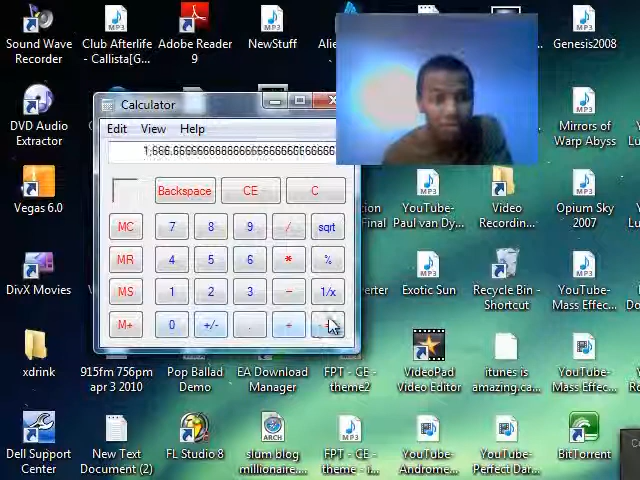 Sound Wave
Recorder
Club Afterlife
- Callista[G...
Adobe Reader
9
NewStuff
Genesis2008
Calculator
Edit View Help
Backspace CE C
MC 7 8 9 / sqrt
MR 4 5 6 * %
MS 1 2 3 - 1/x
M+ 0 +/- . +
DVD Audio
Extractor
Mirrors of
Warp Abyss
Vegas 6.0
YouTube-
Paul van Dy...
Video
Recordin...
Opium Sky
2007
DivX Movies
Exotic Sun
Recycle Bin -
Shortcut
YouTube-
Mass Effec...
xdrink
915fm 756pm
apr 3 2010
Pop Ballad
Demo
EA Download
Manager
FPT - CE -
theme2
VideoPad
Video Editor
itunes is
amazing.ca...
YouTube-
Mass Effec...
Dell Support
Center
New Text
Document (2)
FL Studio 8
slum blog
millionaire....
FPT - CE -
theme - i...
YouTube-
Androme...
YouTube-
Perfect Dar...
BitTorrent